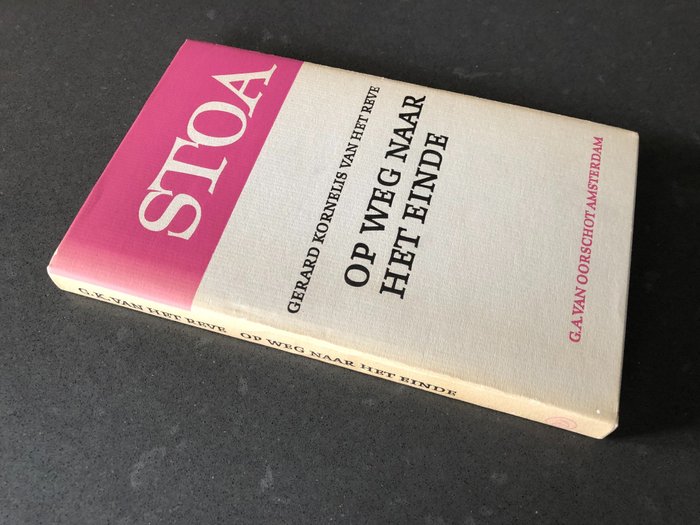 STOA
GERARD KORNELIS VAN HET REVE
OP WEG NAAR
HET EINDE
G.A.VAN OORSCHOT AMSTERDAM
G.K.VAN HET REVE OP WEG NAAR HET EINDE